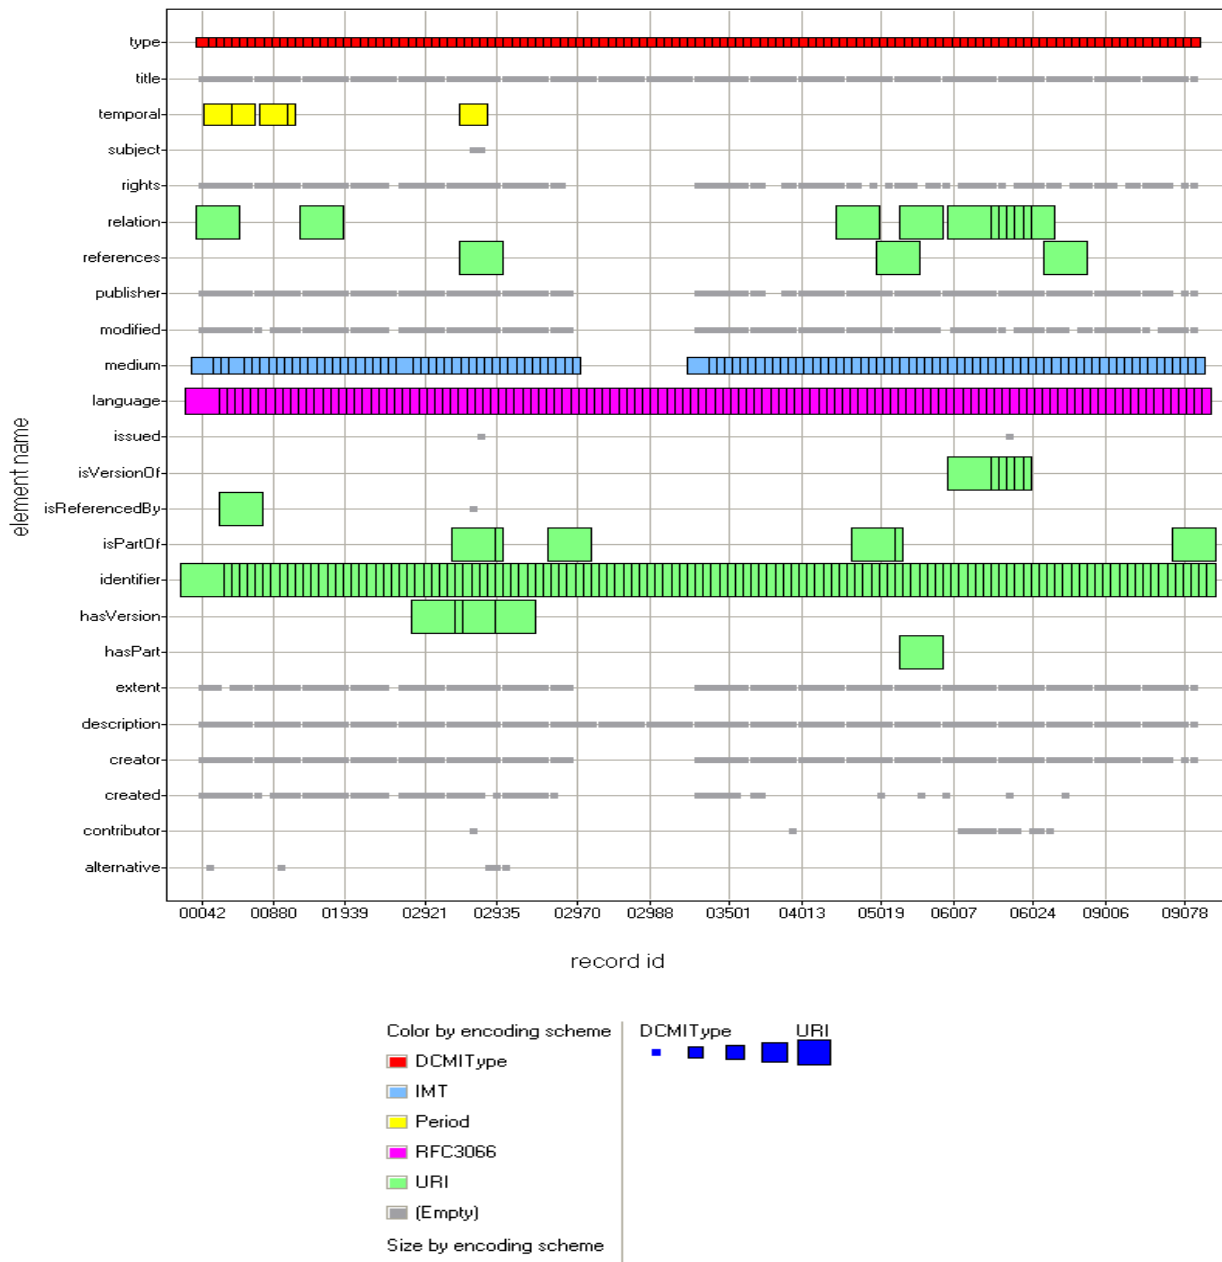 type
title
temporal
subject
rights
relation
references
publisher
modified
medium
language
issued
isVersionOf
isReferencedBy
isPartOf
identifier
hasVersion
hasPart
extent
description
creator
created
contributor
alternative
element name
00042 00880 01939 02921 02935 02970 02988 03501 04013 05019 06007 06024 09006 09078
record id
Color by encoding scheme
DCMIType
IMT
Period
RFC3066
URI
(Empty)
Size by encoding scheme
DCMIType URI